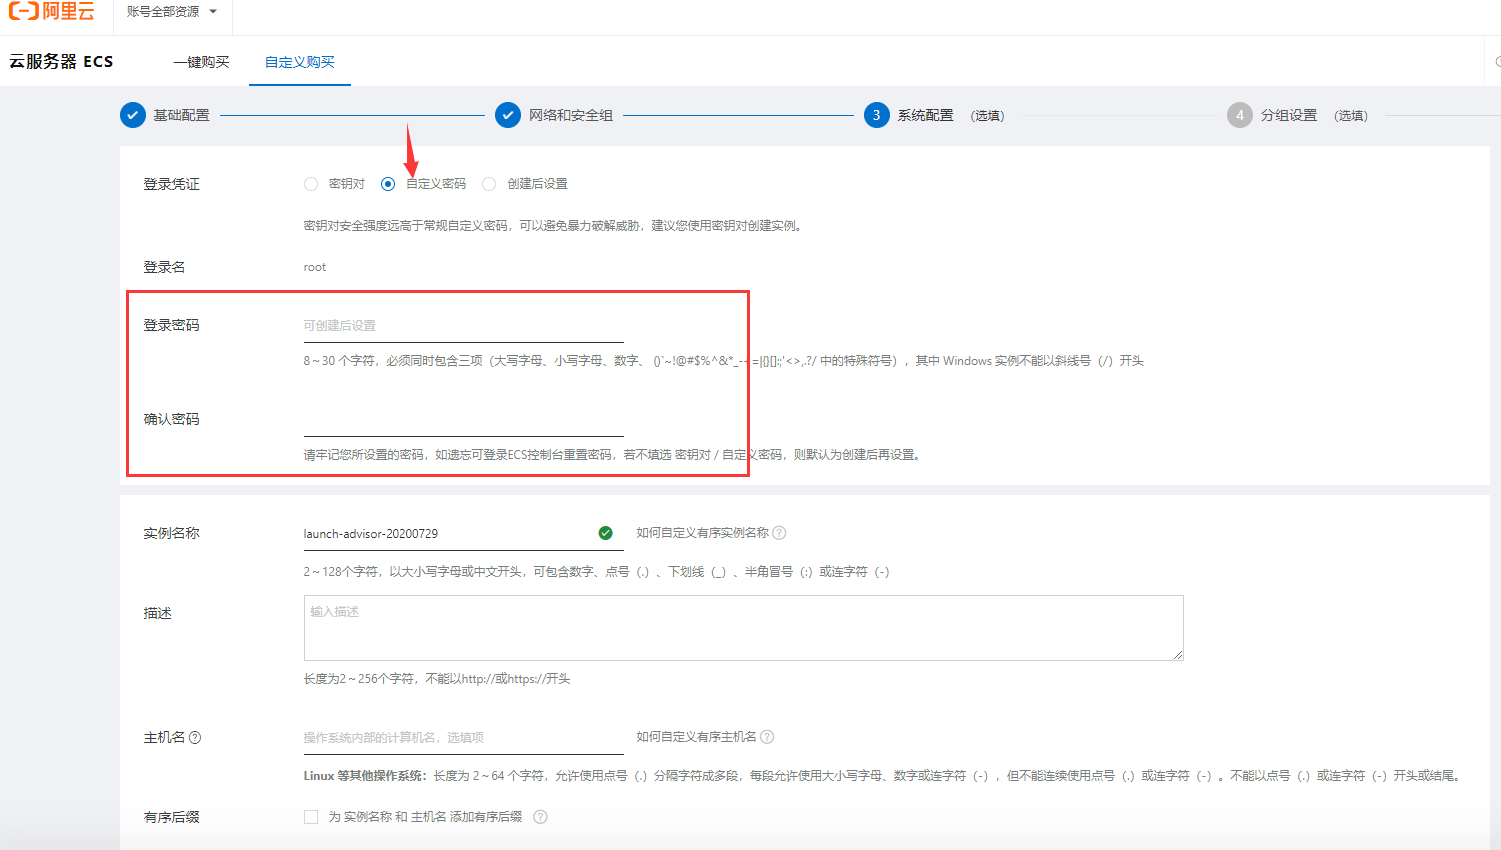 阿里云 账号全部资源
云服务器 ECS 一键购买 自定义购买
基础配置 网络和安全组 3 系统配置 (选填) 4 分组设置 (选填)
登录凭证 密钥对 自定义密码 创建后设置
密钥对安全强度远高于常规自定义密码，可以避免暴力破解威胁，建议您使用密钥对创建实例。
登录名 root
登录密码 可创建后设置
8～30 个字符，必须同时包含三项（大写字母、小写字母、数字、 ()`~!@#$%^&*_-+=|{}[]:;'<>,.?/ 中的特殊符号），其中 Windows 实例不能以斜线号（/）开头
确认密码
请牢记您所设置的密码，如遗忘可登录ECS控制台重置密码，若不填选 密钥对 / 自定义密码，则默认为创建后再设置。
实例名称 launch-advisor-20200729 如何自定义有序实例名称 ?
2～128个字符，以大小写字母或中文开头，可包含数字、点号（.）、下划线（_）、半角冒号（:）或连字符（-）
描述 输入描述
长度为2～256个字符，不能以http://或https://开头
主机名 ? 操作系统内部的计算机名，选填项 如何自定义有序主机名 ?
Linux 等其他操作系统：长度为 2～64 个字符，允许使用点号（.）分隔字符成多段，每段允许使用大小写字母、数字或连字符（-），但不能连续使用点号（.）或连字符（-）。不能以点号（.）或连字符（-）开头或结尾。
有序后缀 为 实例名称 和 主机名 添加有序后缀 ?